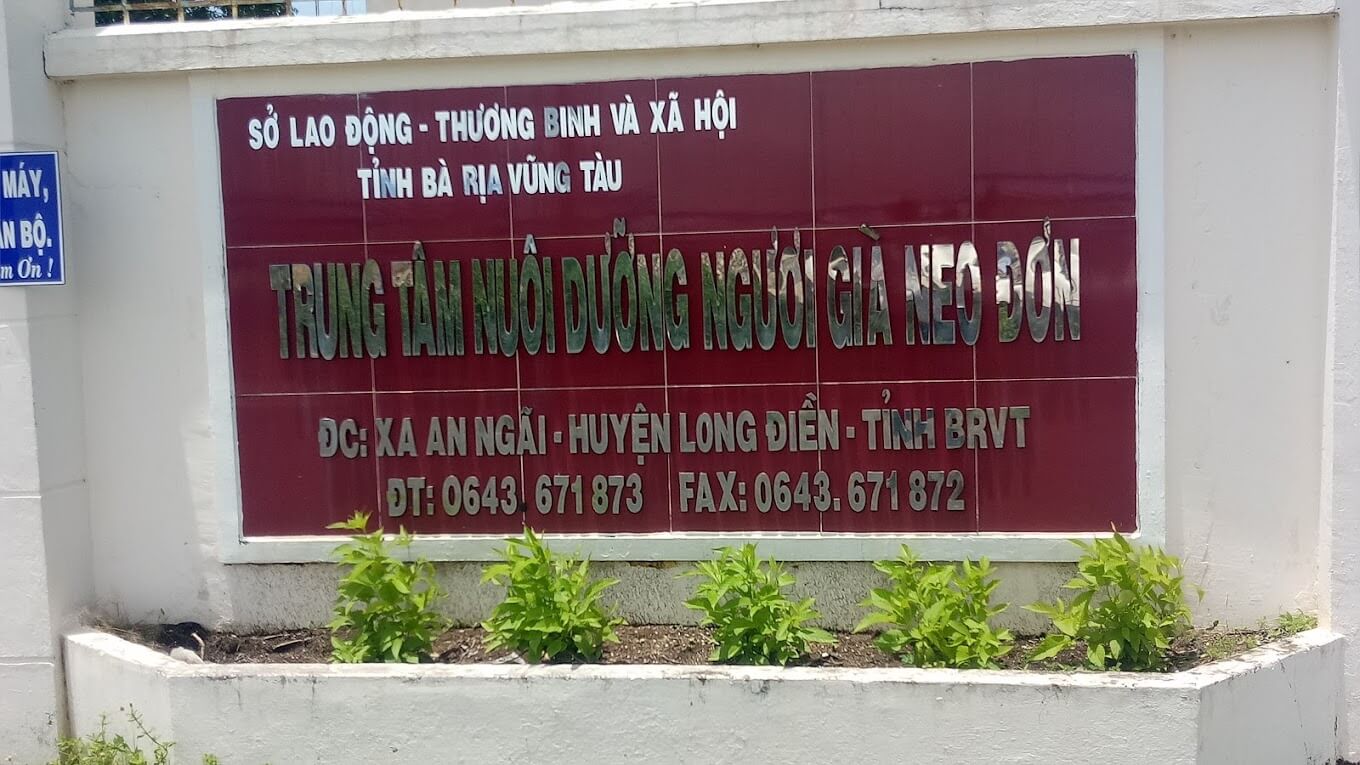 SỞ LAO ĐỘNG - THƯƠNG BINH VÀ XÃ HỘI
TỈNH BÀ RỊA VŨNG TÀU
TRUNG TÂM NUÔI DƯỠNG NGƯỜI GIÀ NEO ĐƠN
ĐC: XA AN NGÃI - HUYỆN LONG ĐIỀN - TỈNH BRVT
ĐT: 0643 671 873 FAX: 0643. 671 872
MÁY,
BỘ.
Ơn !